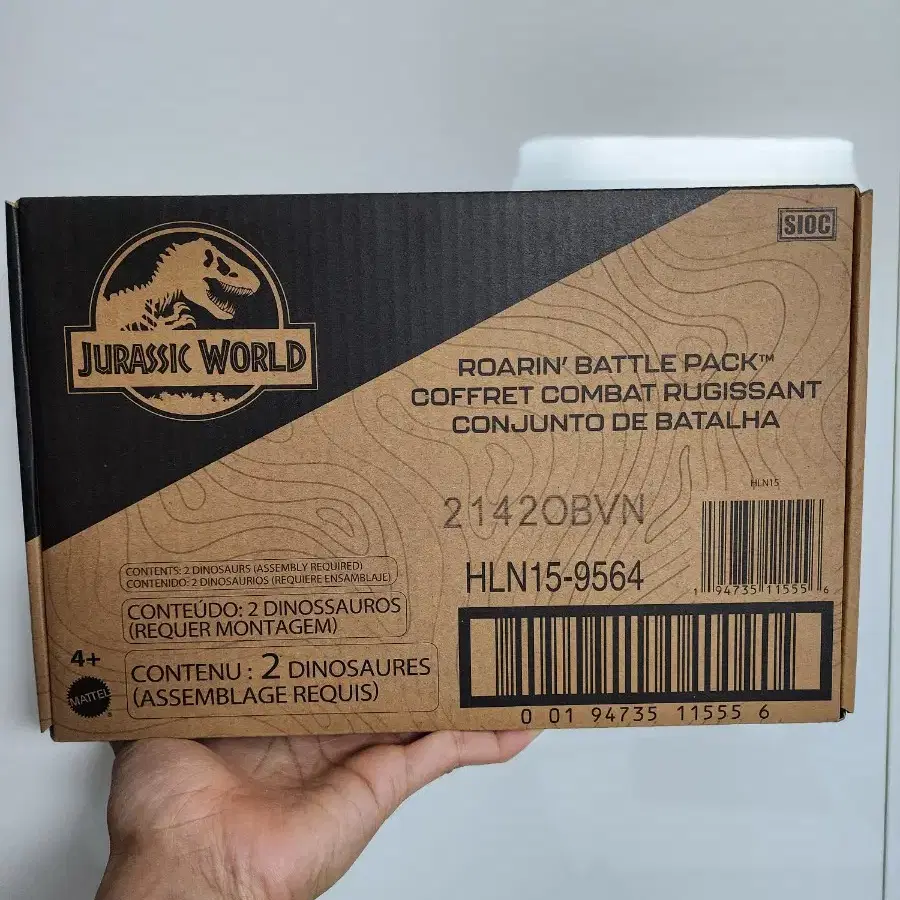 SIOC
JURASSIC WORLD
ROARIN' BATTLE PACK™
COFFRET COMBAT RUGISSANT
CONJUNTO DE BATALHA
HLN15
21420BVN
1 94735 11555 6
HLN15-9564
CONTENTS: 2 DINOSAURS (ASSEMBLY REQUIRED)
CONTENIDO: 2 DINOSAURIOS (REQUIERE ENSAMBLAJE)
CONTEÚDO: 2 DINOSSAUROS
(REQUER MONTAGEM)
CONTENU : 2 DINOSAURES
(ASSEMBLAGE REQUIS)
4+
MATTEL
0 01 94735 11555 6